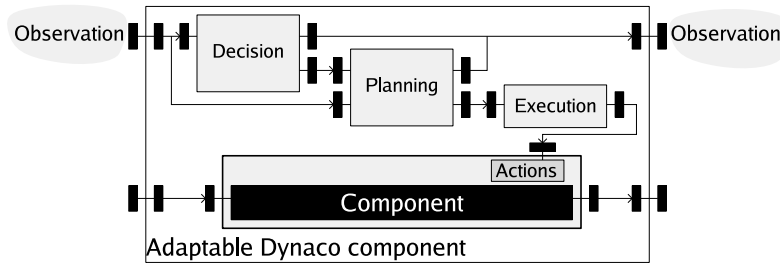 Observation
Observation
Decision
Planning
Execution
Actions
Component
Adaptable Dynaco component